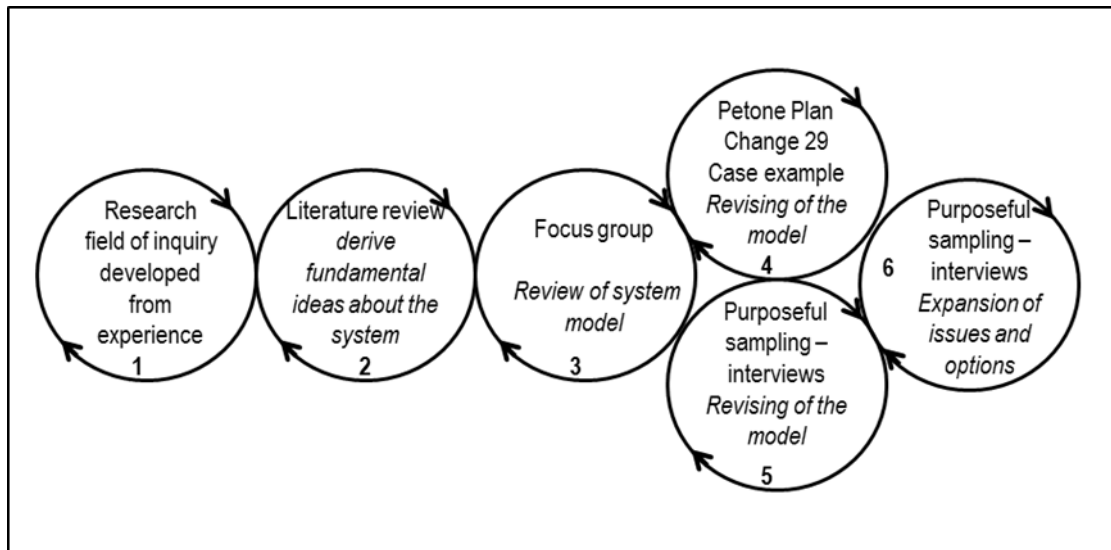 Research
field of inquiry
developed
from
experience
1
Literature review
derive
fundamental
ideas about the
system
2
Focus group
Review of system
model
3
Petone Plan
Change 29
Case example
Revising of the
model
4
Purposeful
sampling –
interviews
Revising of the
model
5
6
Purposeful
sampling –
interviews
Expansion of
issues and
options